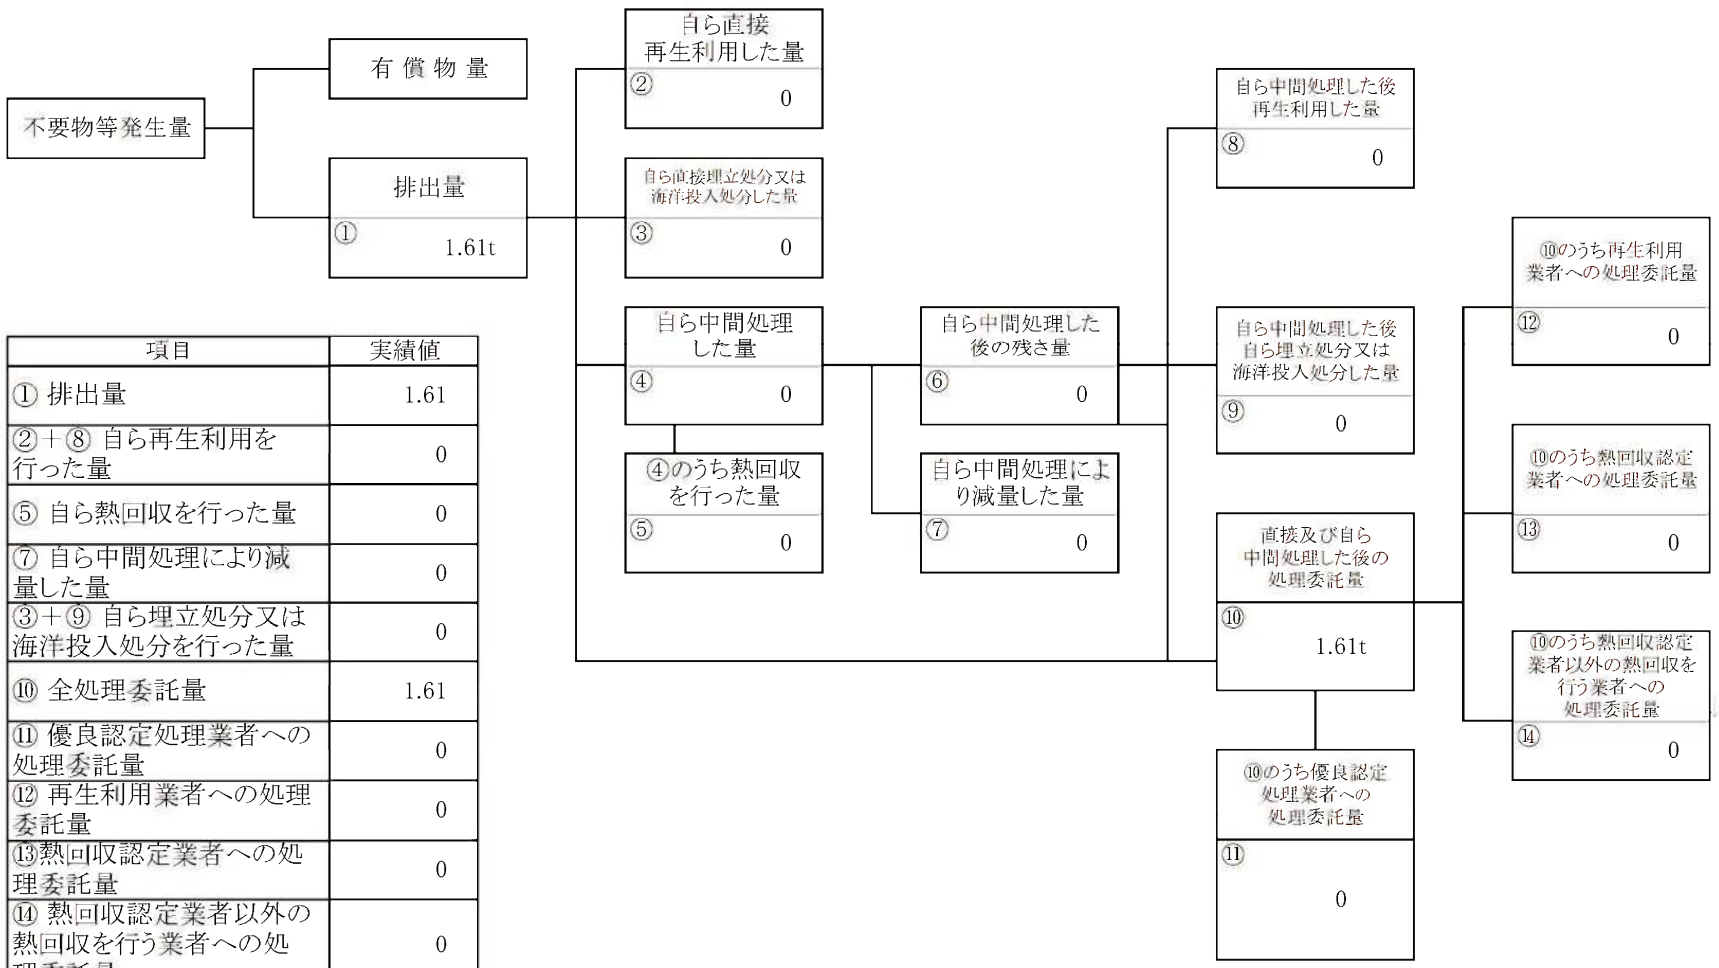 不要物等発生量
有償物量
排出量
①
1.61t
自ら直接
再生利用した量
②
0
自ら直接埋立処分又は
海洋投入処分した量
③
0
自ら中間処理
した量
④
0
④のうち熱回収
を行った量
⑤
0
自ら中間処理した
後の残さ量
⑥
0
自ら中間処理によ
り減量した量
⑦
0
自ら中間処理した後
再生利用した量
⑧
0
自ら中間処理した後
自ら埋立処分又は
海洋投入処分した量
⑨
0
直接及び自ら
中間処理した後の
処理委託量
⑩
1.61t
⑩のうち優良認定
処理業者への
処理委託量
⑪
0
⑩のうち再生利用
業者への処理委託量
⑫
0
⑩のうち熱回収認定
業者への処理委託量
⑬
0
⑩のうち熱回収認定
業者以外の熱回収を
行う業者への
処理委託量
⑭
0
項目 実績値
① 排出量 1.61
②+⑧ 自ら再生利用を
行った量 0
⑤ 自ら熱回収を行った量 0
⑦ 自ら中間処理により減
量した量 0
③+⑨ 自ら埋立処分又は
海洋投入処分を行った量 0
⑩ 全処理委託量 1.61
⑪ 優良認定処理業者への
処理委託量 0
⑫ 再生利用業者への処理
委託量 0
⑬熱回収認定業者への処
理委託量 0
⑭ 熱回収認定業者以外の
熱回収を行う業者への処 0